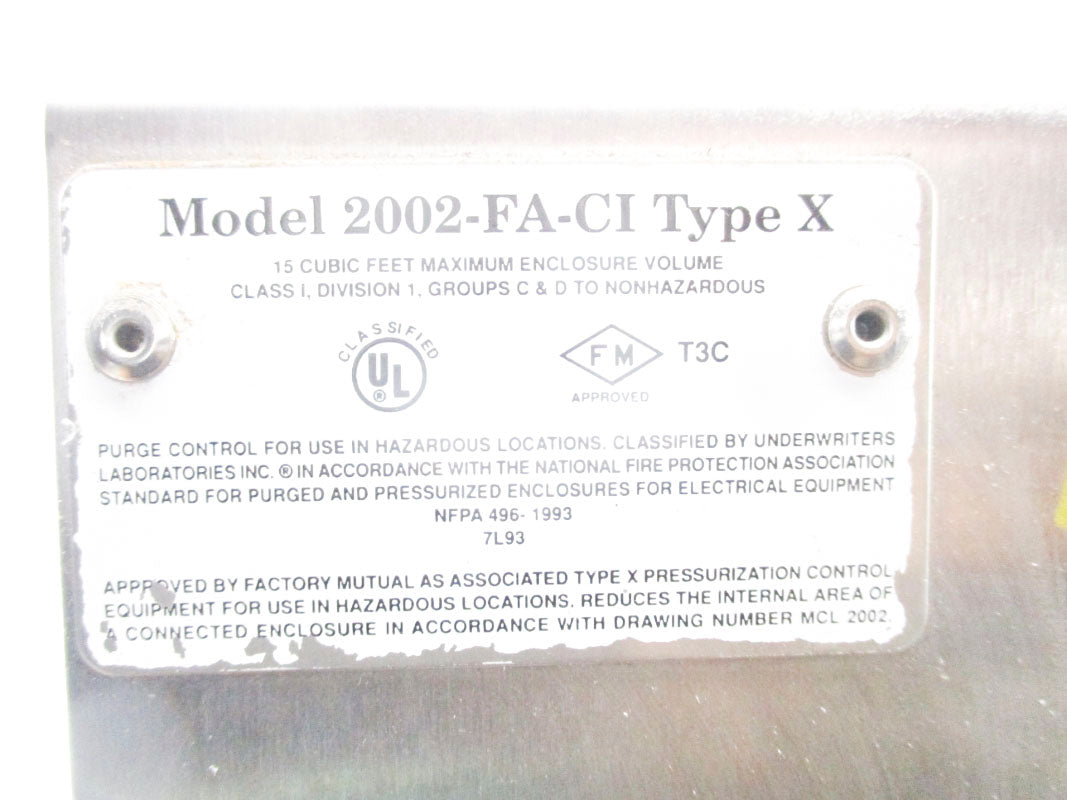 Model 2002-FA-CI Type X
15 CUBIC FEET MAXIMUM ENCLOSURE VOLUME
CLASS I, DIVISION 1, GROUPS C & D TO NONHAZARDOUS
CLASSIFIED
UL ®
FM
APPROVED
T3C
PURGE CONTROL FOR USE IN HAZARDOUS LOCATIONS. CLASSIFIED BY UNDERWRITERS
LABORATORIES INC. ® IN ACCORDANCE WITH THE NATIONAL FIRE PROTECTION ASSOCIATION
STANDARD FOR PURGED AND PRESSURIZED ENCLOSURES FOR ELECTRICAL EQUIPMENT
NFPA 496- 1993
7L93
APPROVED BY FACTORY MUTUAL AS ASSOCIATED TYPE X PRESSURIZATION CONTROL
EQUIPMENT FOR USE IN HAZARDOUS LOCATIONS. REDUCES THE INTERNAL AREA OF
A CONNECTED ENCLOSURE IN ACCORDANCE WITH DRAWING NUMBER MCL 2002.